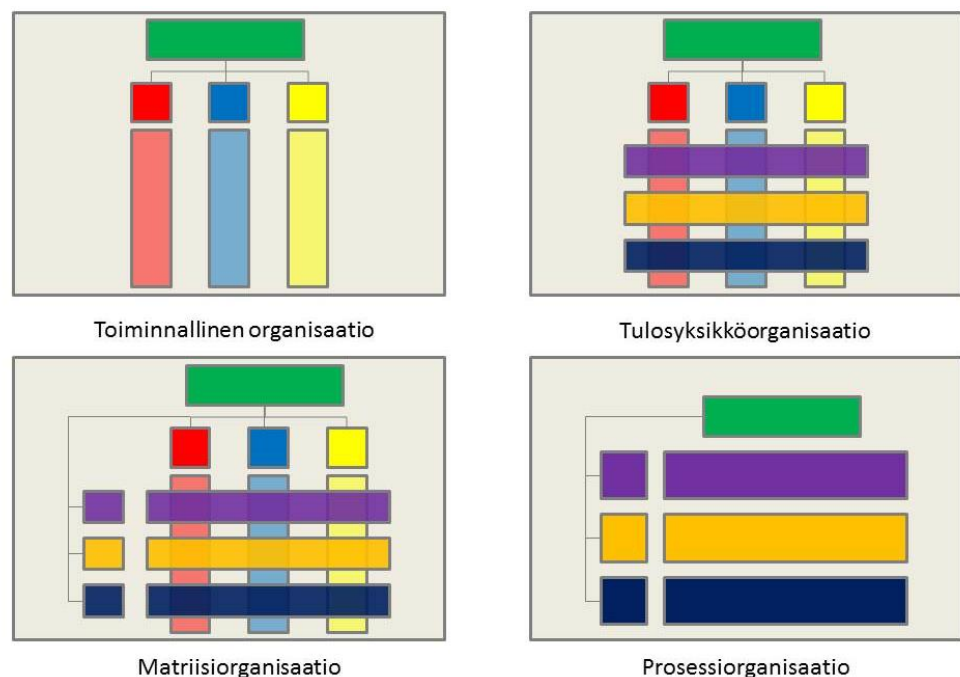 Toiminnallinen organisaatio
Tulosyksikköorganisaatio
Matriisiorganisaatio
Prosessiorganisaatio